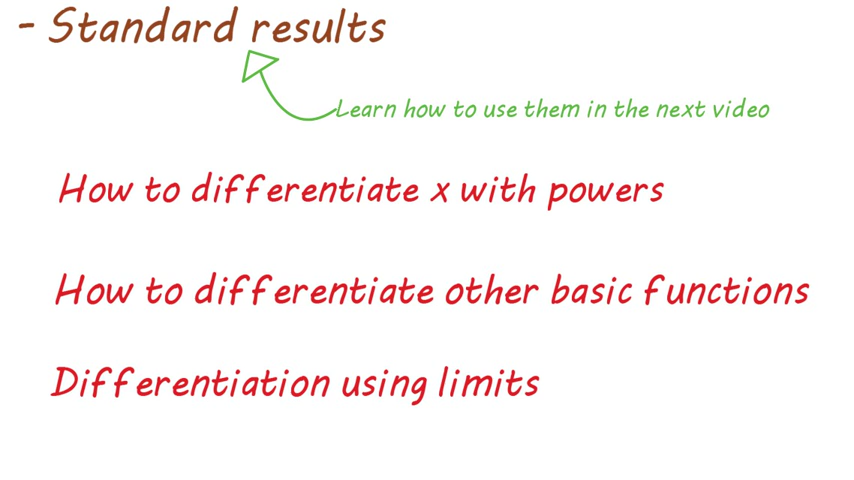 - Standard results
Learn how to use them in the next video
How to differentiate x with powers
How to differentiate other basic functions
Differentiation using limits